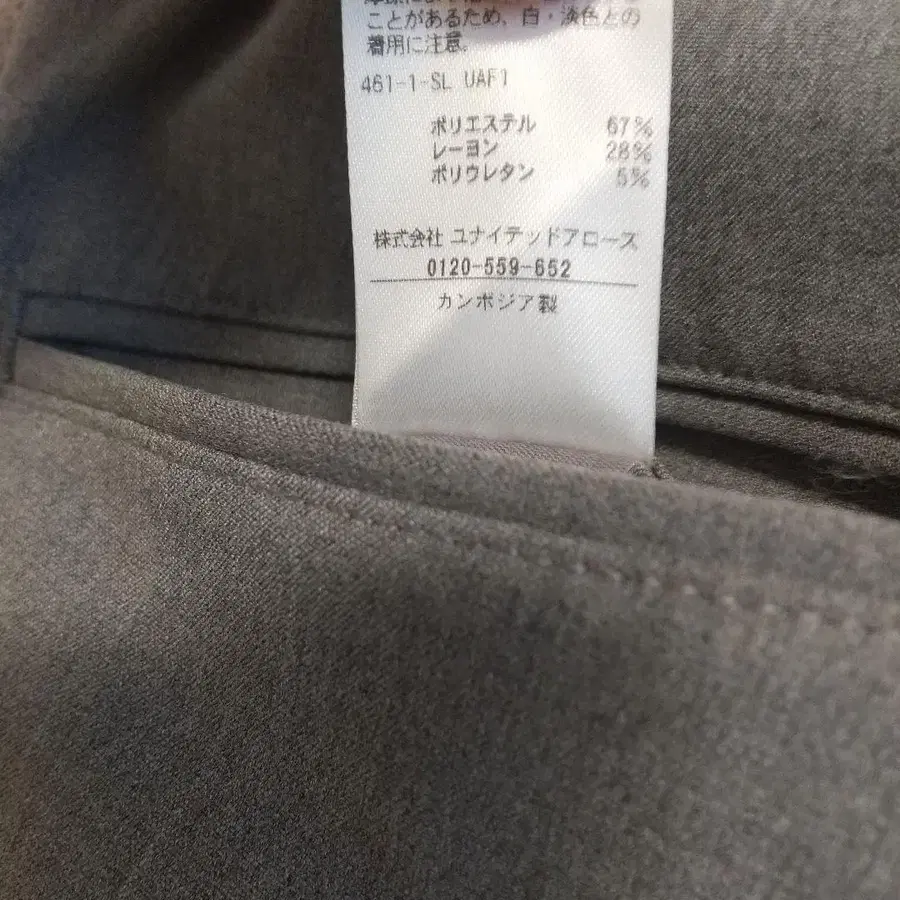 ことがあるため、白・淡色との
着用に注意。
461-1-SL UAF1
ポリエステル 67%
レーヨン 28%
ポリウレタン 5%
株式会社 ユナイテッドアローズ
0120-559-652
カンボジア製